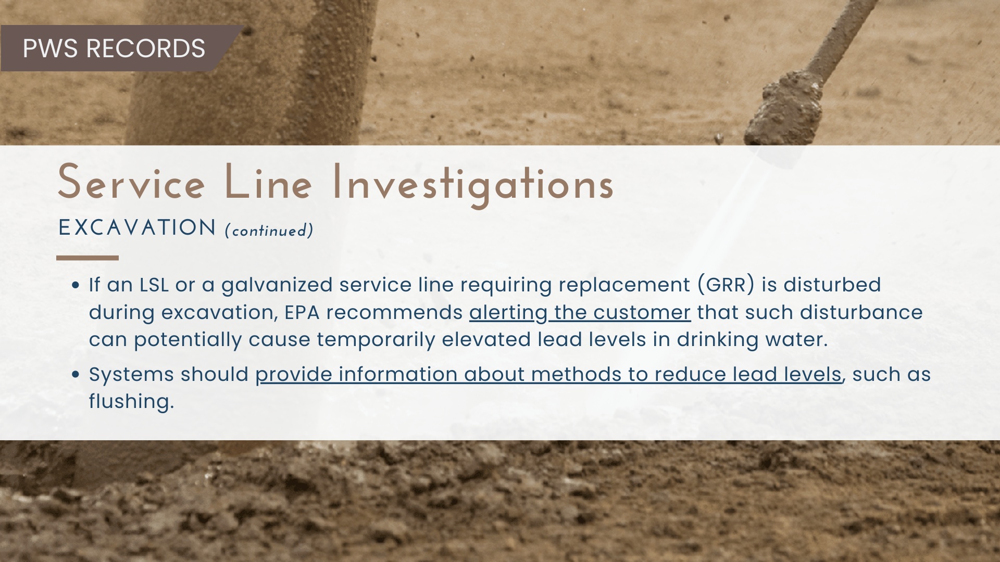 PWS RECORDS
Service Line Investigations
EXCAVATION (continued)
• If an LSL or a galvanized service line requiring replacement (GRR) is disturbed
during excavation, EPA recommends alerting the customer that such disturbance
can potentially cause temporarily elevated lead levels in drinking water.
• Systems should provide information about methods to reduce lead levels, such as
flushing.